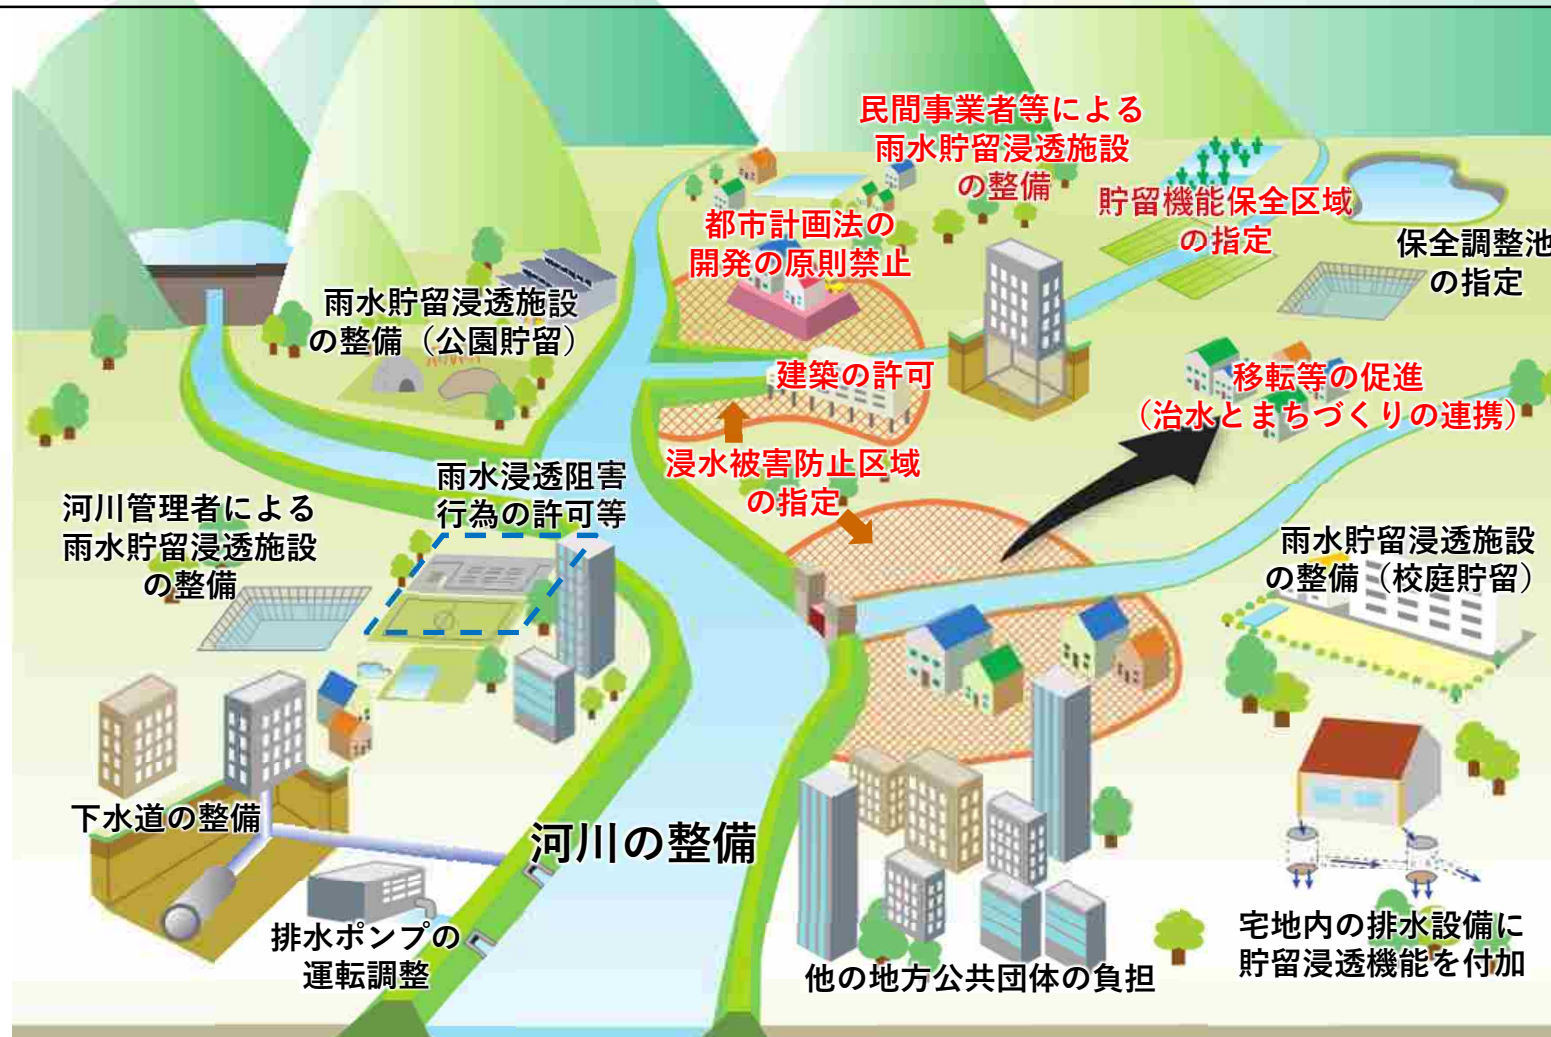 民間事業者等による
雨水貯留浸透施設
の整備
貯留機能保全区域
の指定
都市計画法の
開発の原則禁止
保全調整池
の指定
雨水貯留浸透施設
の整備（公園貯留）
建築の許可
移転等の促進
（治水とまちづくりの連携）
浸水被害防止区域
の指定
雨水浸透阻害
行為の許可等
河川管理者による
雨水貯留浸透施設
の整備
雨水貯留浸透施設
の整備（校庭貯留）
下水道の整備
河川の整備
排水ポンプの
運転調整
他の地方公共団体の負担
宅地内の排水設備に
貯留浸透機能を付加